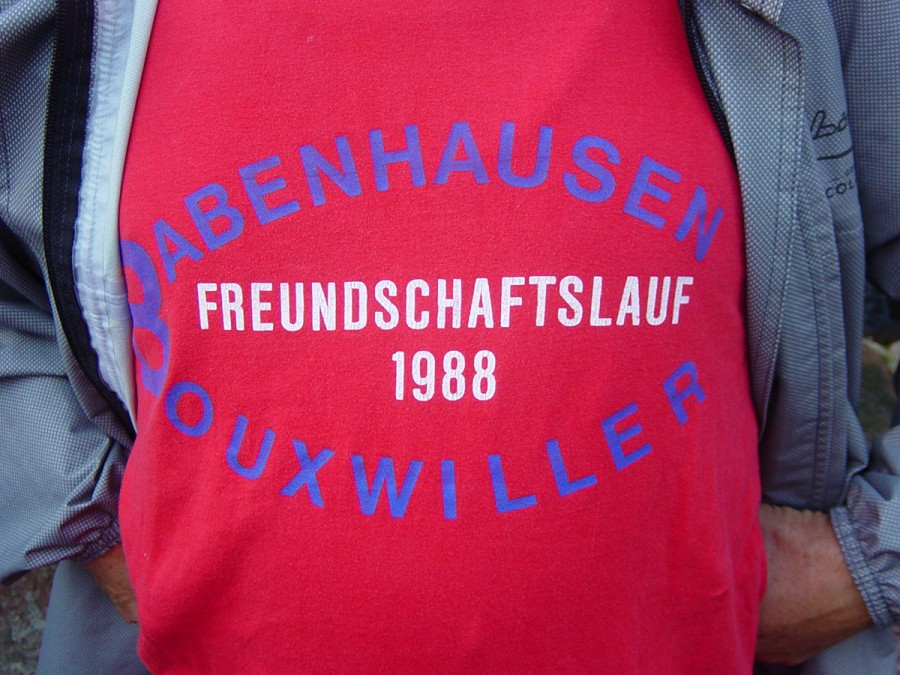 BABENHAUSEN
FREUNDSCHAFTSLAUF
1988
BOUXWILLER